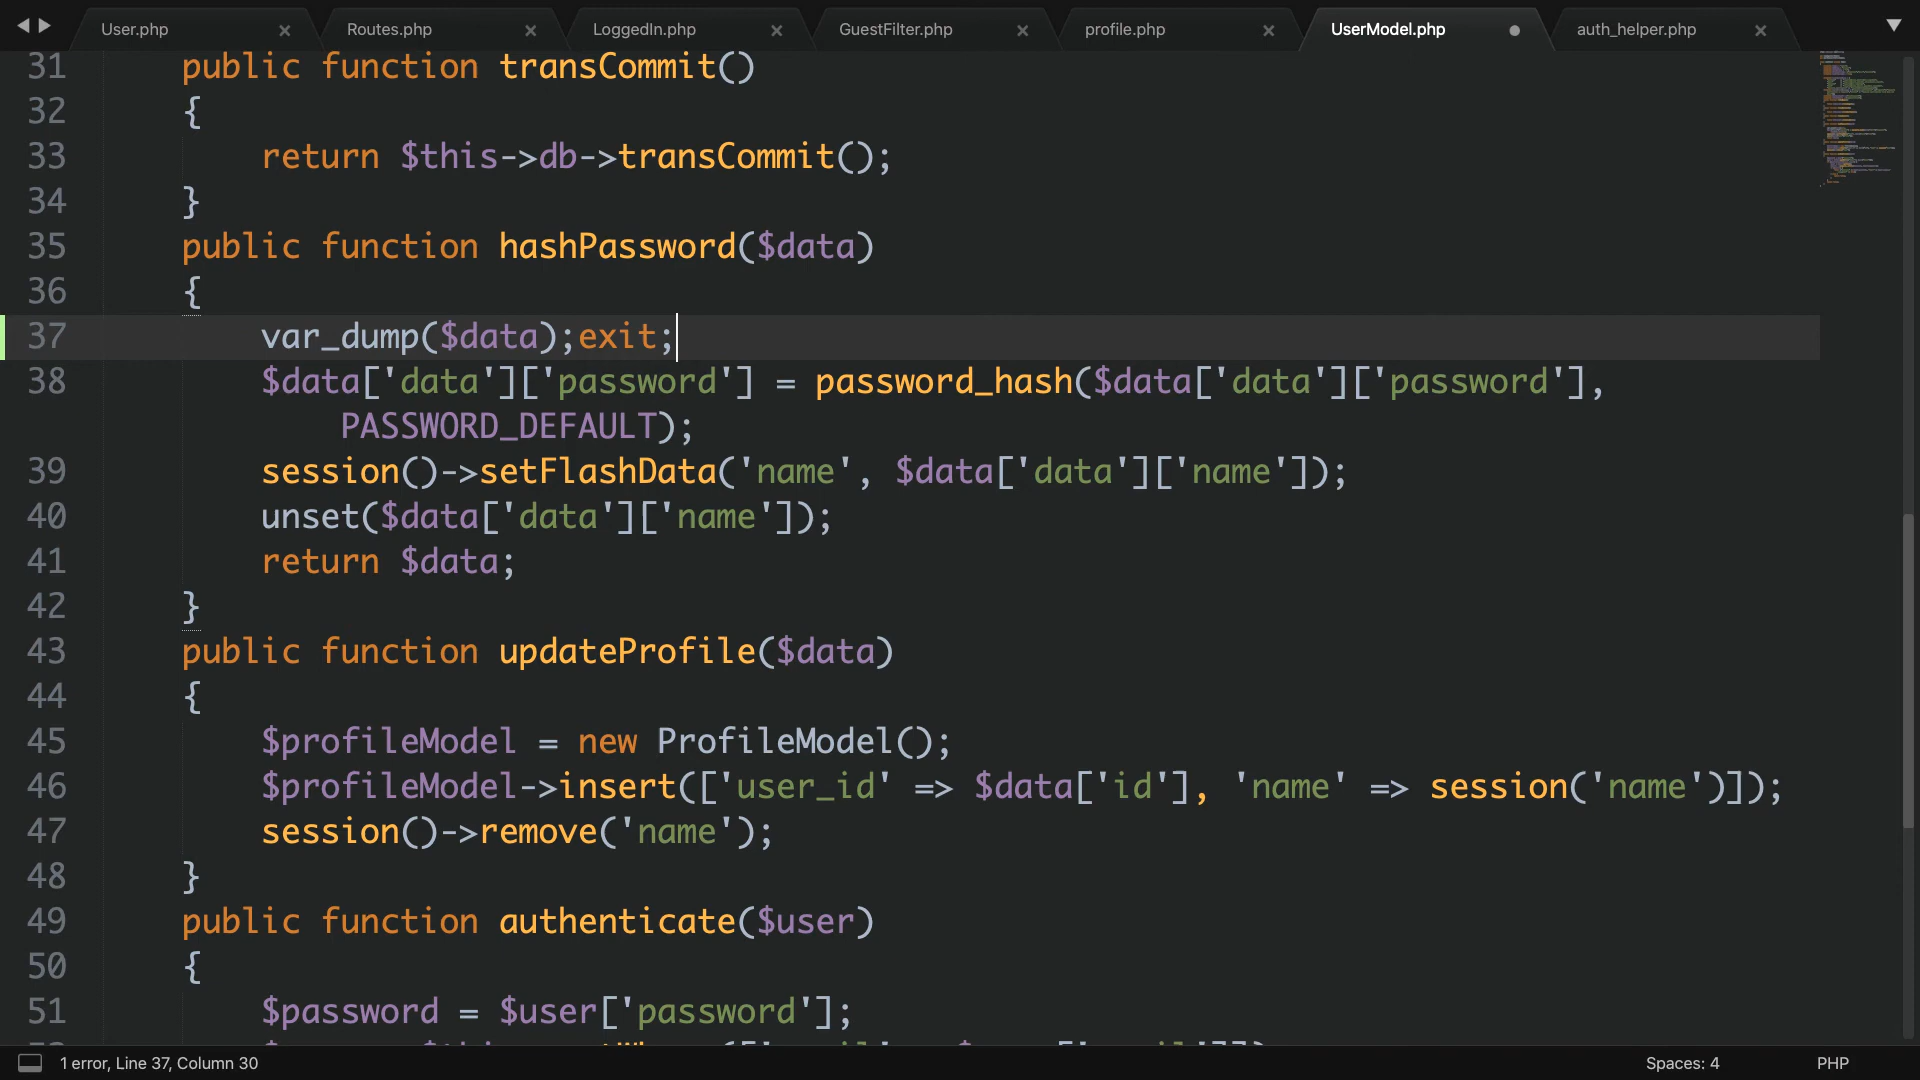 User.php
Routes.php
LoggedIn.php
GuestFilter.php
profile.php
UserModel.php
auth_helper.php
31 public function transCommit()
32 {
33 return $this->db->transCommit();
34 }
35 public function hashPassword($data)
36 {
37 var_dump($data);exit;
38 $data['data']['password'] = password_hash($data['data']['password'],
PASSWORD_DEFAULT);
39 session()->setFlashData('name', $data['data']['name']);
40 unset($data['data']['name']);
41 return $data;
42 }
43 public function updateProfile($data)
44 {
45 $profileModel = new ProfileModel();
46 $profileModel->insert(['user_id' => $data['id'], 'name' => session('name')]);
47 session()->remove('name');
48 }
49 public function authenticate($user)
50 {
51 $password = $user['password'];
1 error, Line 37, Column 30
Spaces: 4
PHP